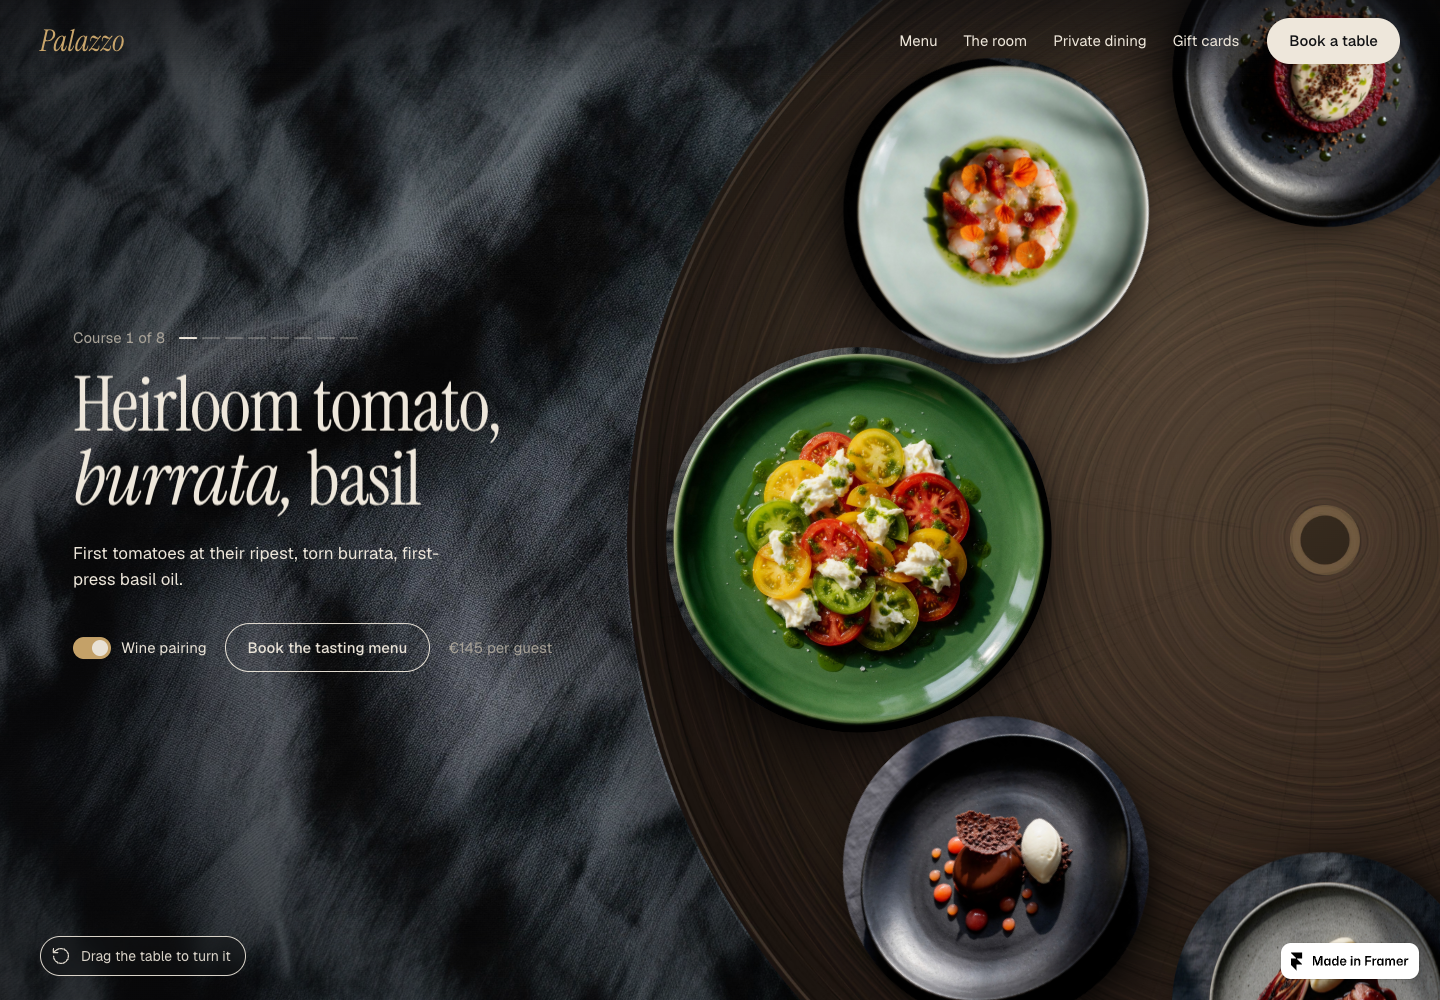 Palazzo
Menu
The room
Private dining
Gift cards
Book a table
Course 1 of 8
Heirloom tomato,
burrata, basil
First tomatoes at their ripest, torn burrata, first-
press basil oil.
Wine pairing
Book the tasting menu
€145 per guest
Drag the table to turn it
Made in Framer